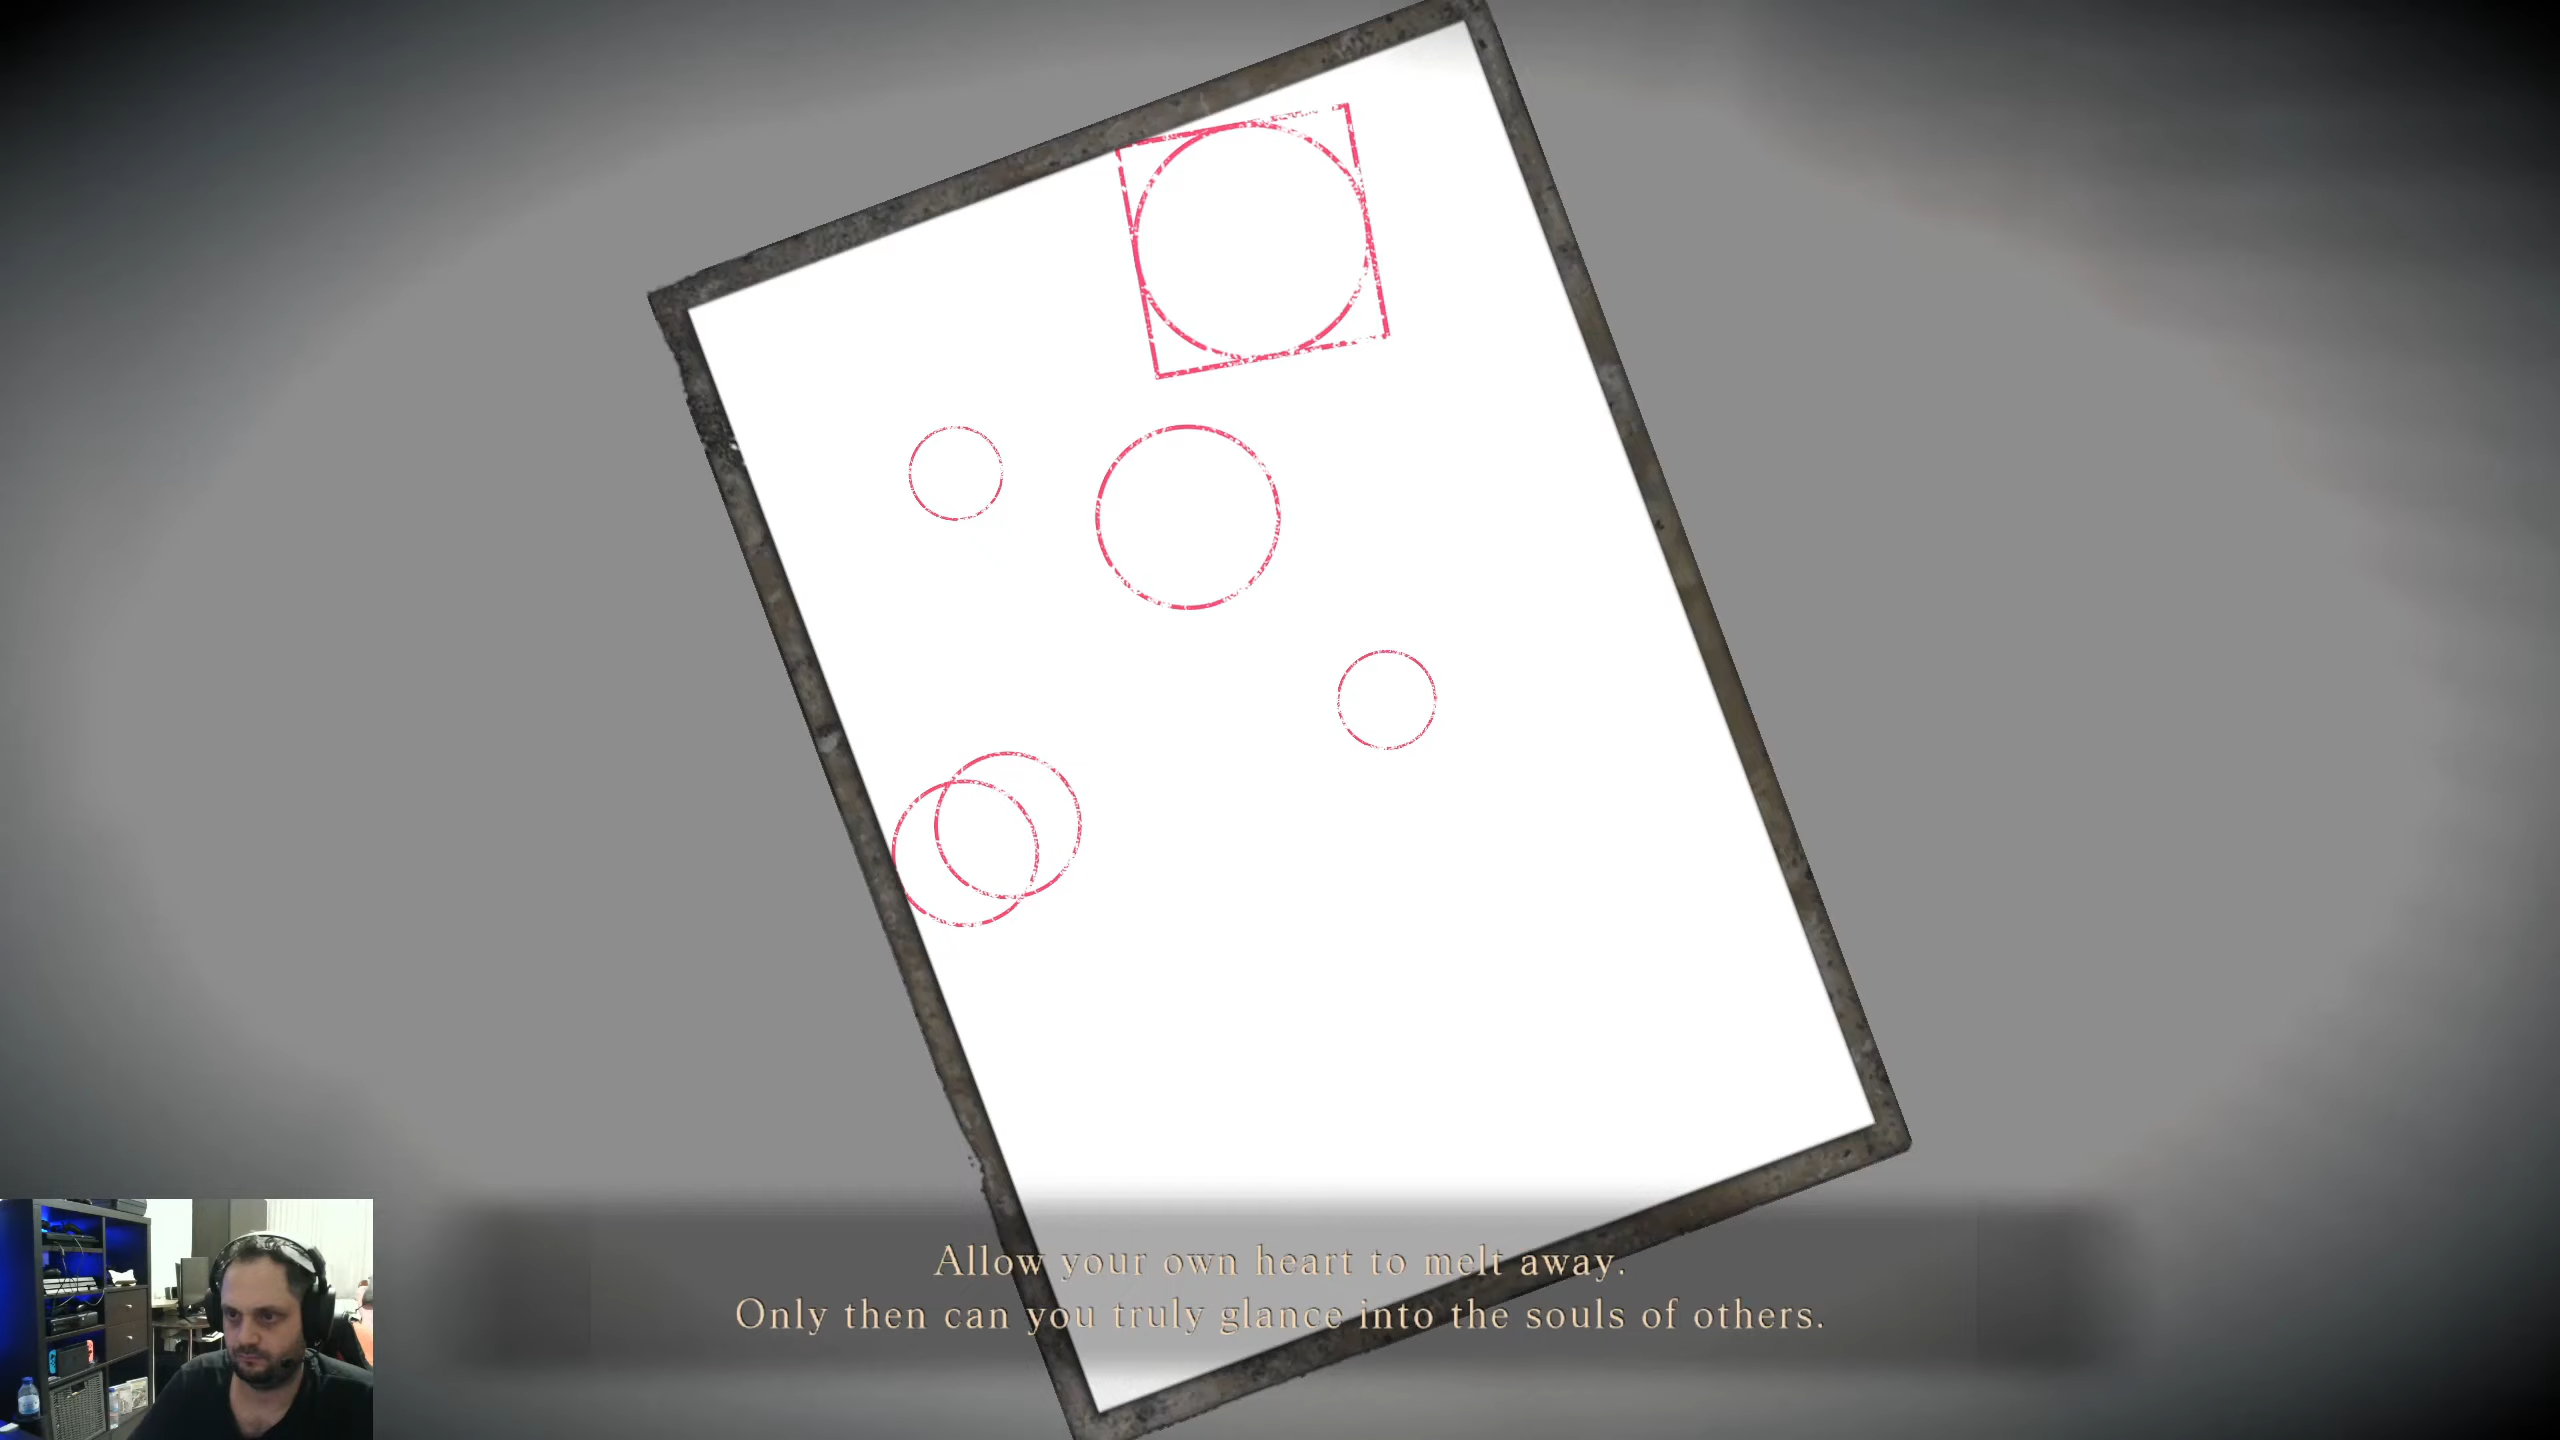 Allow your own heart to melt away.
Only then can you truly glance into the souls of others.